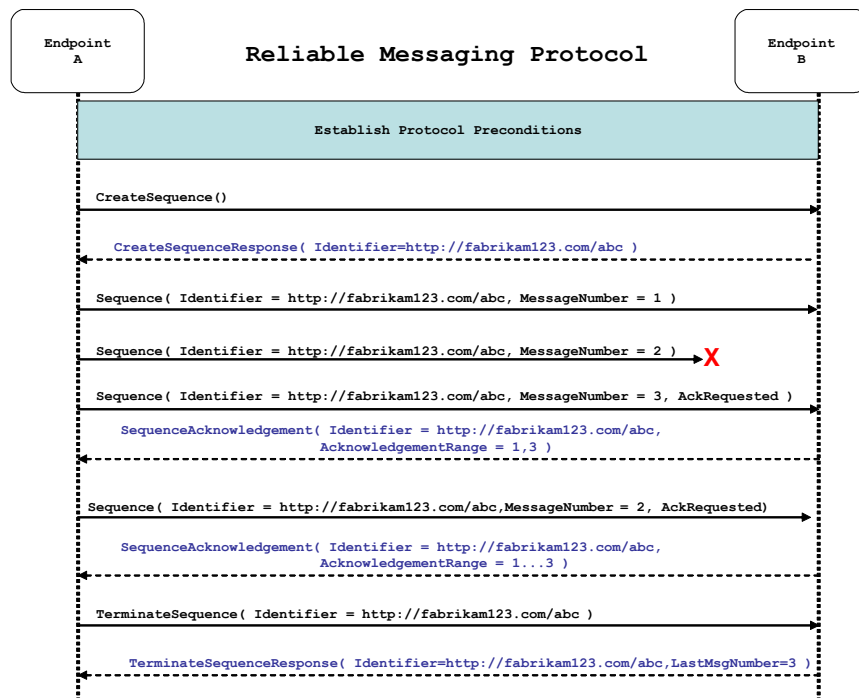 Endpoint
A
Reliable Messaging Protocol
Endpoint
B
Establish Protocol Preconditions
CreateSequence()
CreateSequenceResponse( Identifier=http://fabrikam123.com/abc )
Sequence( Identifier = http://fabrikam123.com/abc, MessageNumber = 1 )
Sequence( Identifier = http://fabrikam123.com/abc, MessageNumber = 2 )
X
Sequence( Identifier = http://fabrikam123.com/abc, MessageNumber = 3, AckRequested )
SequenceAcknowledgement( Identifier = http://fabrikam123.com/abc,
AcknowledgementRange = 1,3 )
Sequence( Identifier = http://fabrikam123.com/abc,MessageNumber = 2, AckRequested)
SequenceAcknowledgement( Identifier = http://fabrikam123.com/abc,
AcknowledgementRange = 1...3 )
TerminateSequence( Identifier = http://fabrikam123.com/abc )
TerminateSequenceResponse( Identifier=http://fabrikam123.com/abc,LastMsgNumber=3 )